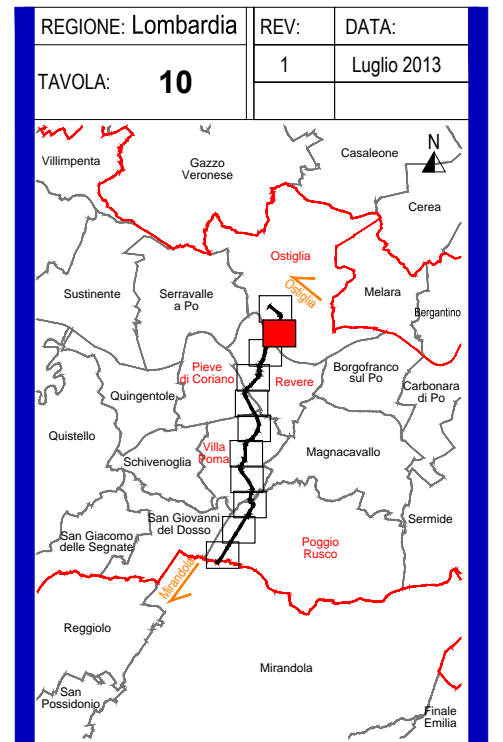 REGIONE: Lombardia
REV:
DATA:
TAVOLA: 10
1
Luglio 2013
N
Villimpenta
Gazzo
Veronese
Casaleone
Cerea
Ostiglia
Ostiglia
Sustinente
Serravalle
a Po
Melara
Bergantino
Pieve
di Coriano
Revere
Borgofranco
sul Po
Carbonara
di Po
Quingentole
Quistello
Schivenoglia
Villa
Poma
Magnacavallo
San Giacomo
delle Segnate
San Giovanni
del Dosso
Sermide
Poggio
Rusco
Mirandola
Reggiolo
Mirandola
San
Possidonio
Finale
Emilia